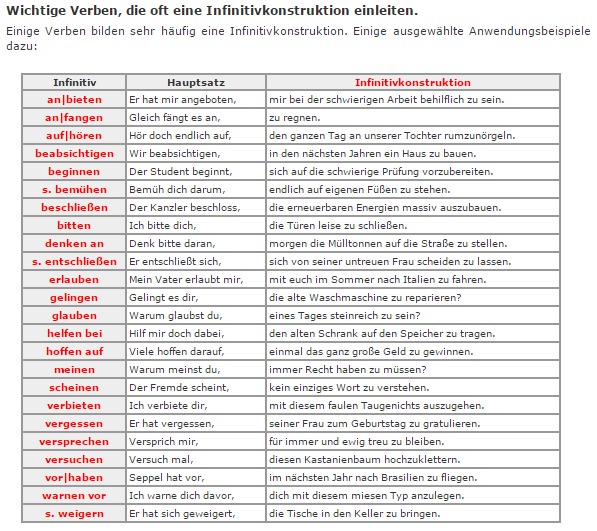 Wichtige Verben, die oft eine Infinitivkonstruktion einleiten.
Einige Verben bilden sehr häufig eine Infinitivkonstruktion. Einige ausgewählte Anwendungsbeispiele
dazu:
Infinitiv Hauptsatz Infinitivkonstruktion
an|bieten Er hat mir angeboten, mir bei der schwierigen Arbeit behilflich zu sein.
an|fangen Gleich fängt es an, zu regnen.
auf|hören Hör doch endlich auf, den ganzen Tag an unserer Tochter rumzunörgeln.
beabsichtigen Wir beabsichtigen, in den nächsten Jahren ein Haus zu bauen.
beginnen Der Student beginnt, sich auf die schwierige Prüfung vorzubereiten.
s. bemühen Bemüh dich darum, endlich auf eigenen Füßen zu stehen.
beschließen Der Kanzler beschloss, die erneuerbaren Energien massiv auszubauen.
bitten Ich bitte dich, die Türen leise zu schließen.
denken an Denk bitte daran, morgen die Mülltonnen auf die Straße zu stellen.
s. entschließen Er entschließt sich, sich von seiner untreuen Frau scheiden zu lassen.
erlauben Mein Vater erlaubt mir, mit euch im Sommer nach Italien zu fahren.
gelingen Gelingt es dir, die alte Waschmaschine zu reparieren?
glauben Warum glaubst du, eines Tages steinreich zu sein?
helfen bei Hilf mir doch dabei, den alten Schrank auf den Speicher zu tragen.
hoffen auf Viele hoffen darauf, einmal das ganz große Geld zu gewinnen.
meinen Warum meinst du, immer Recht haben zu müssen?
scheinen Der Fremde scheint, kein einziges Wort zu verstehen.
verbieten Ich verbiete dir, mit diesem faulen Taugenichts auszugehen.
vergessen Er hat vergessen, seiner Frau zum Geburtstag zu gratulieren.
versprechen Versprich mir, für immer und ewig treu zu bleiben.
versuchen Versuch mal, diesen Kastanienbaum hochzuklettern.
vor|haben Seppel hat vor, im nächsten Jahr nach Brasilien zu fliegen.
warnen vor Ich warne dich davor, dich mit diesem miesen Typ anzulegen.
s. weigern Er hat sich geweigert, die Tische in den Keller zu bringen.